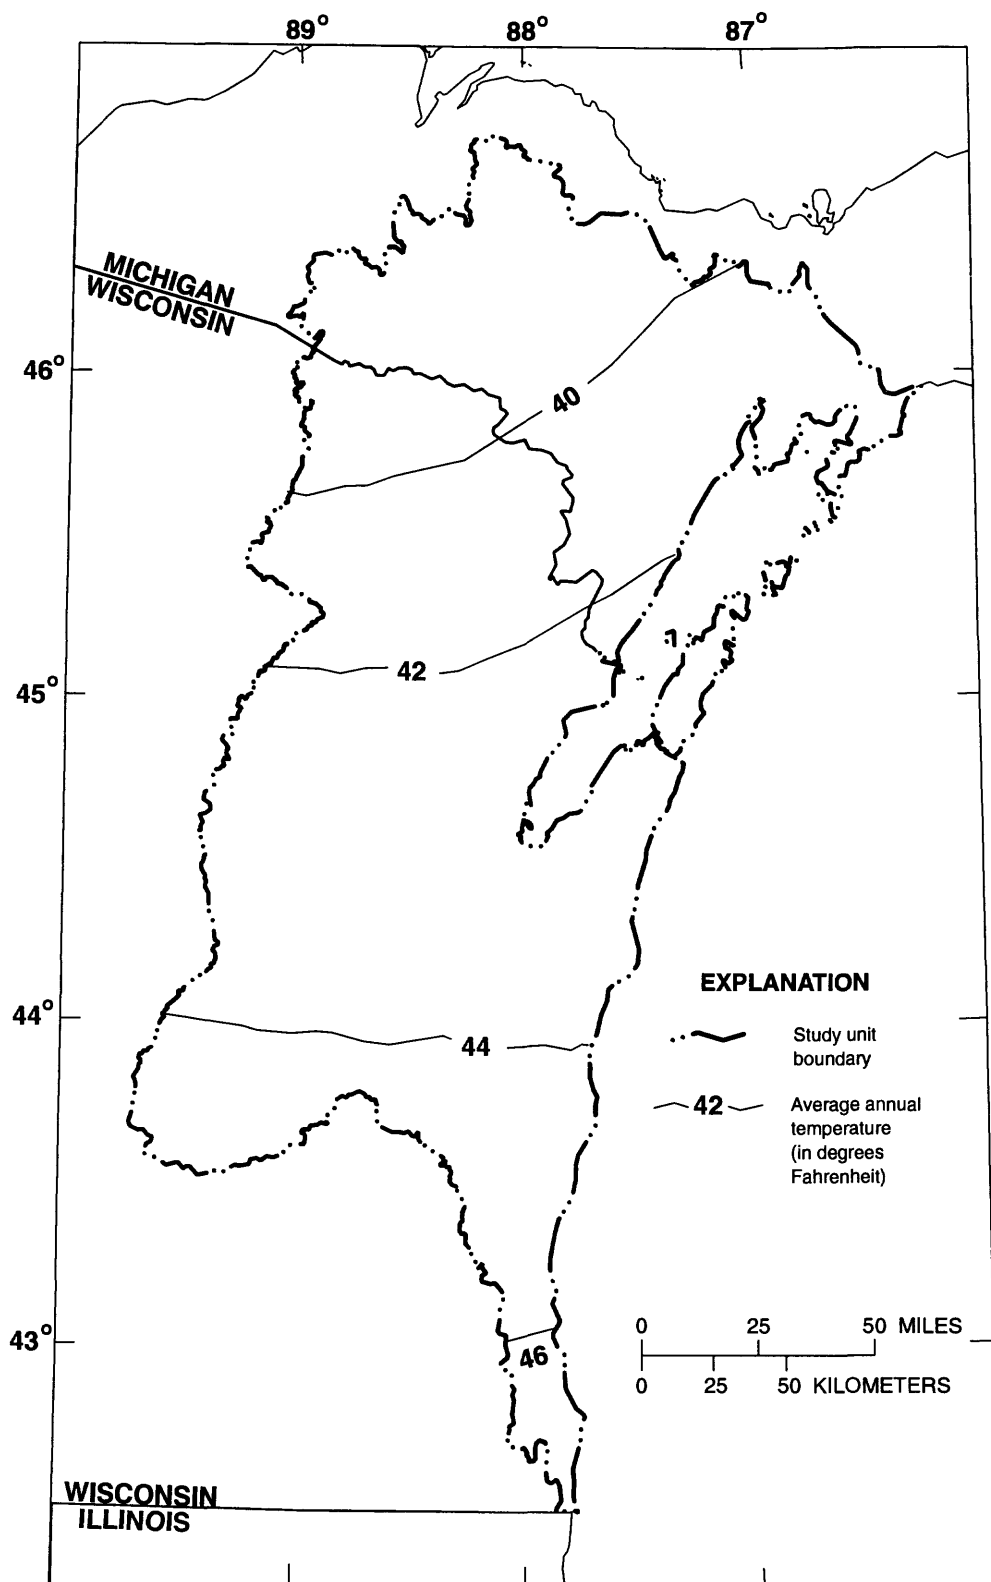 89° 88° 87°
MICHIGAN
WISCONSIN
46°
40
42
45°
EXPLANATION
44°
44
Study unit
boundary
42
Average annual
temperature
(in degrees
Fahrenheit)
43°
46
0 25 50 MILES
0 25 50 KILOMETERS
WISCONSIN
ILLINOIS